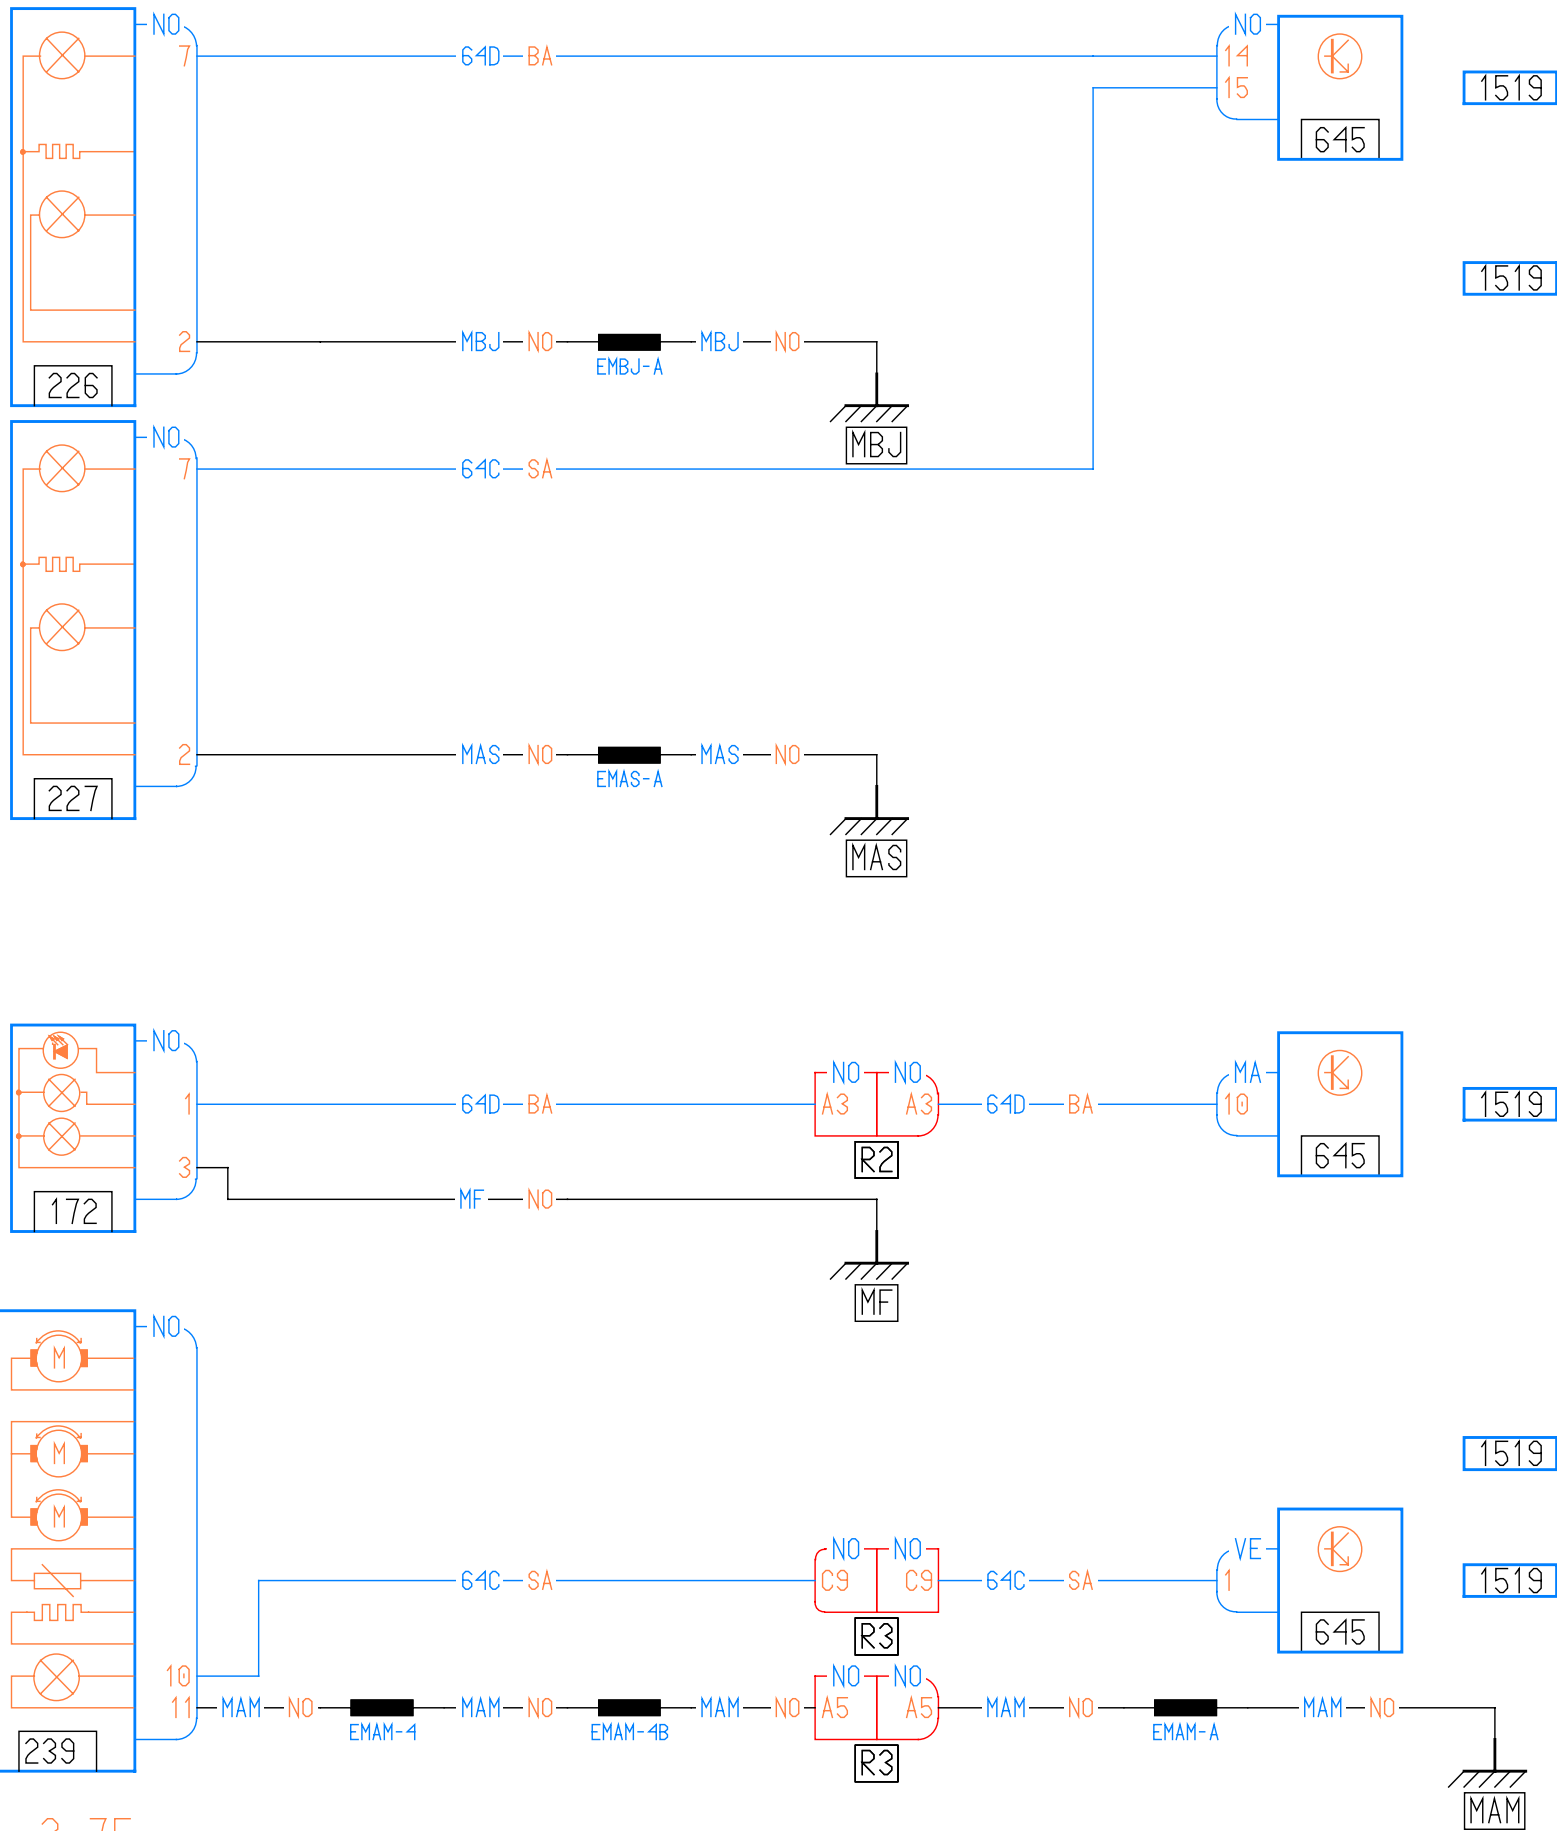 NO NO
7 64D BA 14 1519
15
645
1519
2 MBJ NO MBJ NO
EMBJ-A
226
MBJ
NO
7 64C SA
2 MAS NO MAS NO
EMAS-A
227
MAS
NO
NO NO MA
1 64D BA A3 A3 64D BA 10 1519
R2 645
3
172 MF NO
MF
NO
M
M 1519
M
NO NO VE
64C SA C9 C9 64C SA 1 1519
R3 645
10 NO NO
11 MAM NO MAM NO MAM NO A5 A5 MAM NO MAM NO
EMAM-4 EMAM-4B EMAM-A
239 R3
MAM